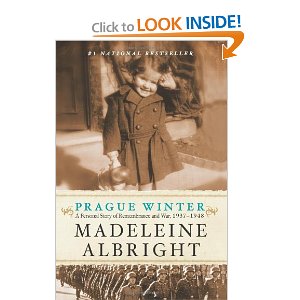 Click to LOOK INSIDE!
#1 NATIONAL BESTSELLER
PRAGUE WINTER
A Personal Story of Remembrance and War, 1937–1948
MADELEINE
ALBRIGHT